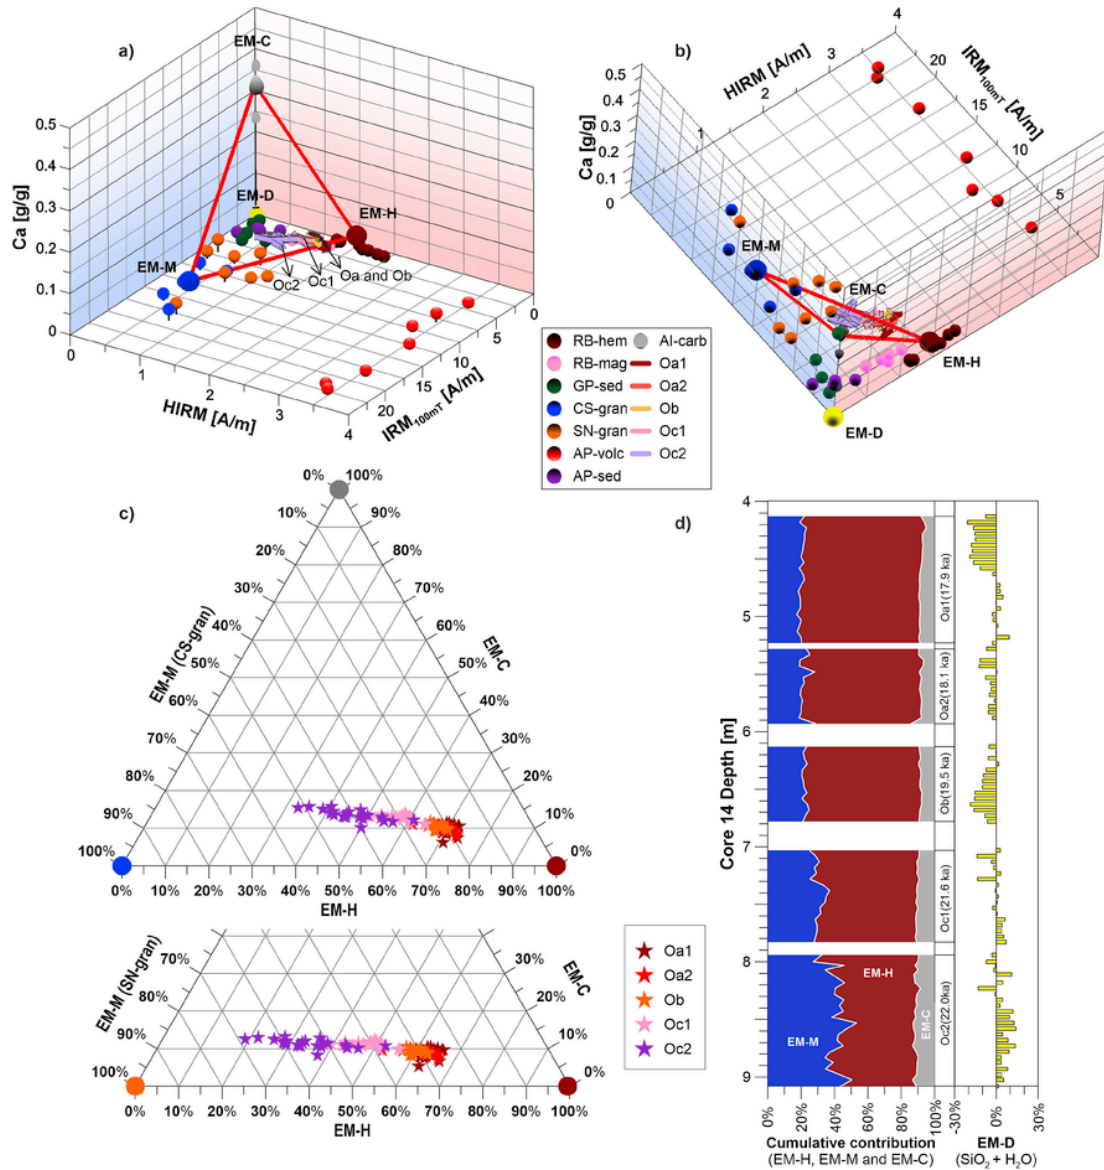 a)
EM-C
0.5
0.4
0.35
0.3
0.25
0.2
0.15
0.1
0.05
0
Ca [g/g]
EM-D
EM-H
EM-M
Oc2
Oc1
Oa and Ob
0
1
2
3
4
HIRM [A/m]
20
15
10
5
0
IRM100mT [A/m]
b)
HIRM [A/m]
1
2
3
4
IRM100mT [A/m]
20
15
10
5
Ca [g/g]
0.5
0.4
0.3
0.2
0.1
0
EM-M
EM-C
EM-H
EM-D
RB-hem
RB-mag
GP-sed
CS-gran
SN-gran
AP-volc
AP-sed
Al-carb
Oa1
Oa2
Ob
Oc1
Oc2
c)
0% 100%
10% 90%
20% 80%
30% 70%
40% 60%
50% 50%
60% 40%
70% 30%
80% 20%
90% 10%
100% 0%
EM-M (CS-gran)
EM-C
0% 10% 20% 30% 40% 50% 60% 70% 80% 90% 100%
EM-H
70% 30%
80% 20%
90% 10%
100% 0%
EM-M (SN-gran)
EM-C
0% 10% 20% 30% 40% 50% 60% 70% 80% 90% 100%
EM-H
Oa1
Oa2
Ob
Oc1
Oc2
d)
4
5
6
7
8
9
Core 14 Depth [m]
Oa1(17.9 ka)
Oa2(18.1 ka)
Ob(19.5 ka)
Oc1(21.6 ka)
Oc2(22.0ka)
EM-H
EM-M
EM-C
0% 20% 40% 60% 80% 100%
-30% 0% 30%
Cumulative contribution
(EM-H, EM-M and EM-C)
EM-D
(SiO2 + H2O)